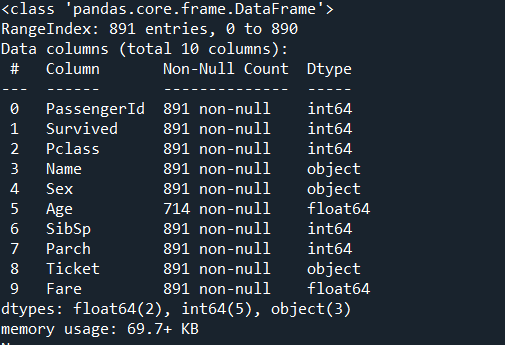 <class 'pandas.core.frame.DataFrame'>
RangeIndex: 891 entries, 0 to 890
Data columns (total 10 columns):
 #   Column       Non-Null Count  Dtype
---  ------       --------------  -----
 0   PassengerId  891 non-null    int64
 1   Survived     891 non-null    int64
 2   Pclass       891 non-null    int64
 3   Name         891 non-null    object
 4   Sex          891 non-null    object
 5   Age          714 non-null    float64
 6   SibSp        891 non-null    int64
 7   Parch        891 non-null    int64
 8   Ticket       891 non-null    object
 9   Fare         891 non-null    float64
dtypes: float64(2), int64(5), object(3)
memory usage: 69.7+ KB